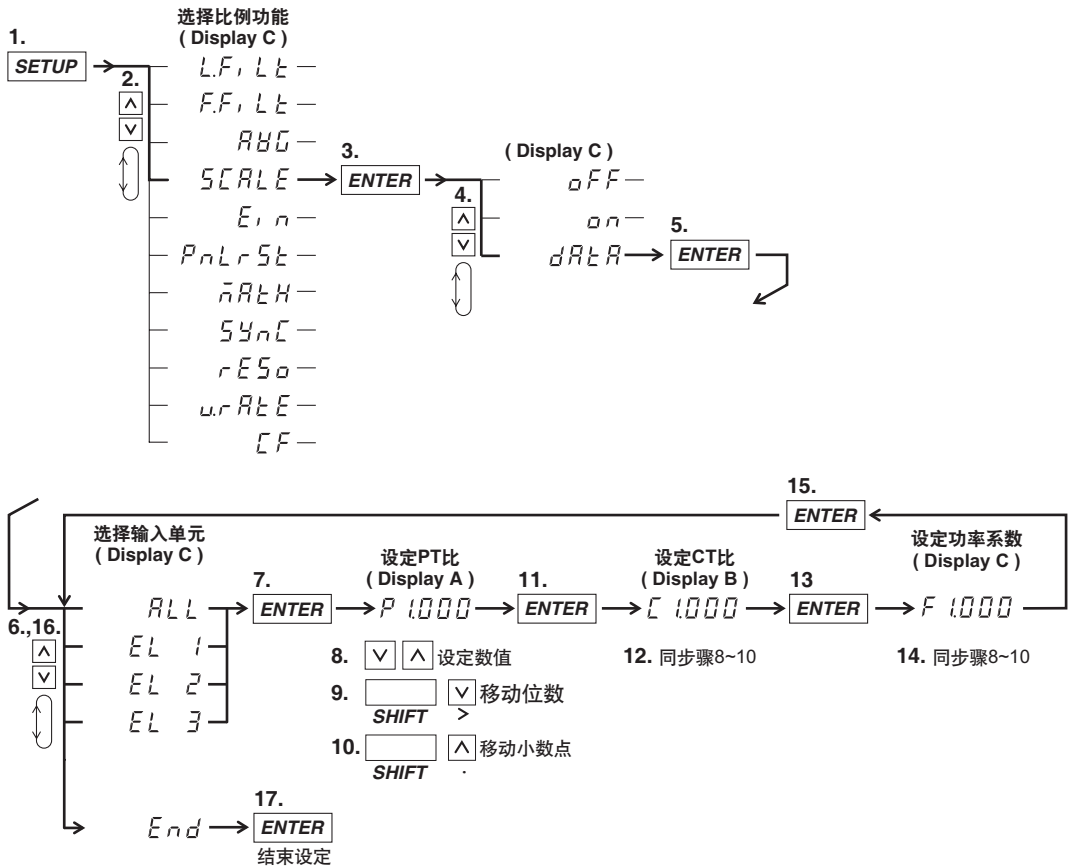 选择比例功能
( Display C )
1.
SETUP
2.
L.FiLt
F.FiLt
AVG
SCALE
3.
ENTER
( Display C )
4.
oFF
on
dAtA
5.
ENTER
Ein
PnLrSt
mAtH
SYnC
rESo
u.rAtE
CF
15.
ENTER
选择输入单元
( Display C )
设定PT比
( Display A )
设定CT比
( Display B )
设定功率系数
( Display C )
6.,16.
ALL
EL 1
EL 2
EL 3
7.
ENTER
P 1.000
11.
ENTER
C 1.000
13
ENTER
F 1.000
8. 设定数值
9. 移动位数
SHIFT >
10. 移动小数点
SHIFT .
12. 同步骤8~10
14. 同步骤8~10
17.
End
ENTER
结束设定